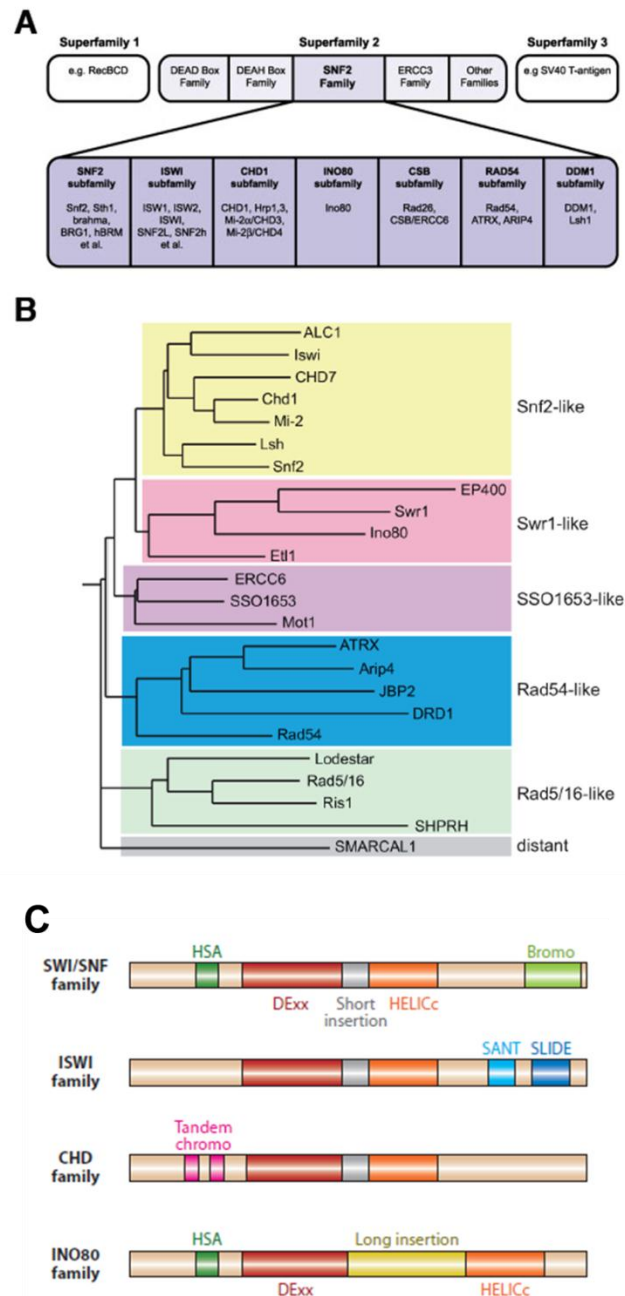 A
Superfamily 1
Superfamily 2
Superfamily 3
e.g. RecBCD
DEAD Box
Family
DEAH Box
Family
SNF2
Family
ERCC3
Family
Other
Families
e.g SV40 T-antigen
SNF2
subfamily
Snf2, Sth1,
brahma,
BRG1, hBRM
et al.
ISWI
subfamily
ISW1, ISW2,
ISWI,
SNF2L, SNF2h
et al.
CHD1
subfamily
CHD1, Hrp1,3,
Mi-2α/CHD3,
Mi-2β/CHD4
INO80
subfamily
Ino80
CSB
subfamily
Rad26,
CSB/ERCC6
RAD54
subfamily
Rad54,
ATRX, ARIP4
DDM1
subfamily
DDM1,
Lsh1
B
ALC1
Iswi
CHD7
Chd1
Mi-2
Lsh
Snf2
Snf2-like
EP400
Swr1
Ino80
Etl1
Swr1-like
ERCC6
SSO1653
Mot1
SSO1653-like
ATRX
Arip4
JBP2
DRD1
Rad54
Rad54-like
Lodestar
Rad5/16
Ris1
SHPRH
Rad5/16-like
SMARCAL1
distant
C
SWI/SNF
family
HSA
DExx
Short
insertion
HELICc
Bromo
ISWI
family
SANT
SLIDE
CHD
family
Tandem
chromo
INO80
family
HSA
DExx
Long insertion
HELICc